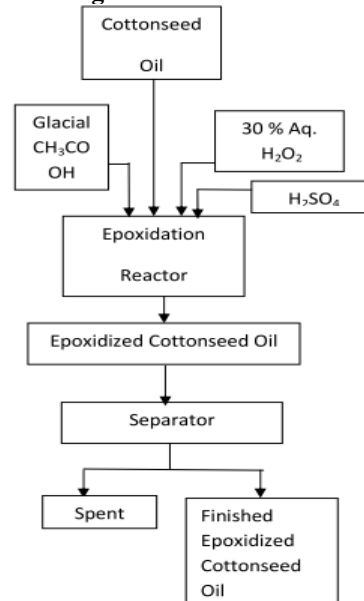 Cottonseed
Oil
Glacial
CH₃CO
OH
30 % Aq.
H₂O₂
H₂SO₄
Epoxidation
Reactor
Epoxidized Cottonseed Oil
Separator
Spent
Finished
Epoxidized
Cottonseed
Oil